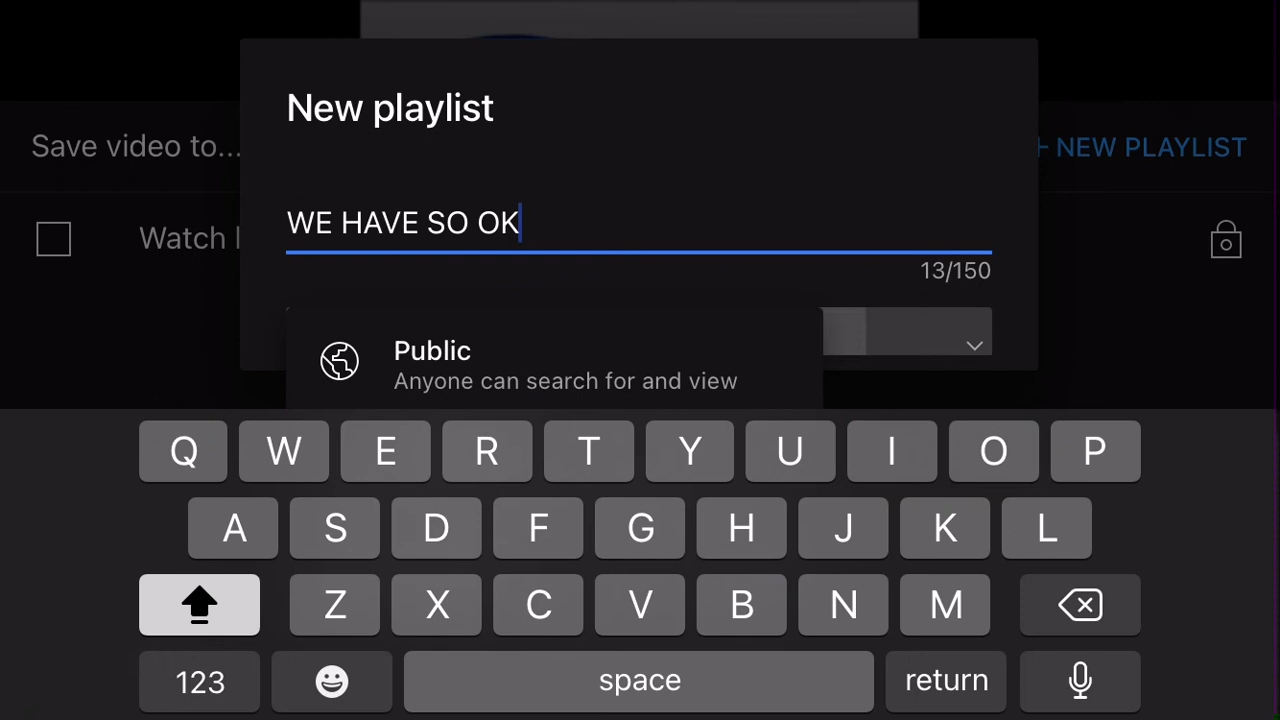 New playlist
Save video to...
+ NEW PLAYLIST
WE HAVE SO OK
Watch
13/150
Public
Anyone can search for and view
Q W E R T Y U I O P
A S D F G H J K L
Z X C V B N M
123 space return